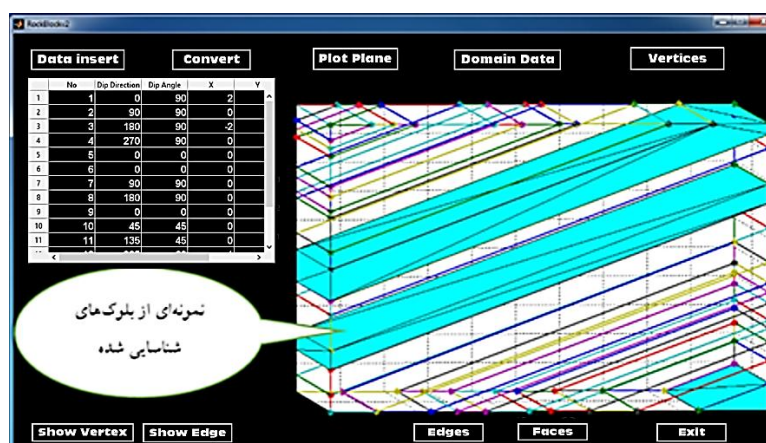 RockBlockv2
Data insert Convert Plot Plane Domain Data Vertices
No Dip Direction Dip Angle X Y
1 1 0 90 2
2 2 90 90 0
3 3 180 90 -2
4 4 270 90 0
5 5 0 0 0
6 6 0 0 0
7 7 90 90 0
8 8 180 90 0
9 9 0 0 0
10 10 45 45 0
11 11 135 45 0
نمونه‌ای از بلوک‌های
شناسایی شده
Show Vertex Show Edge Edges Faces Exit